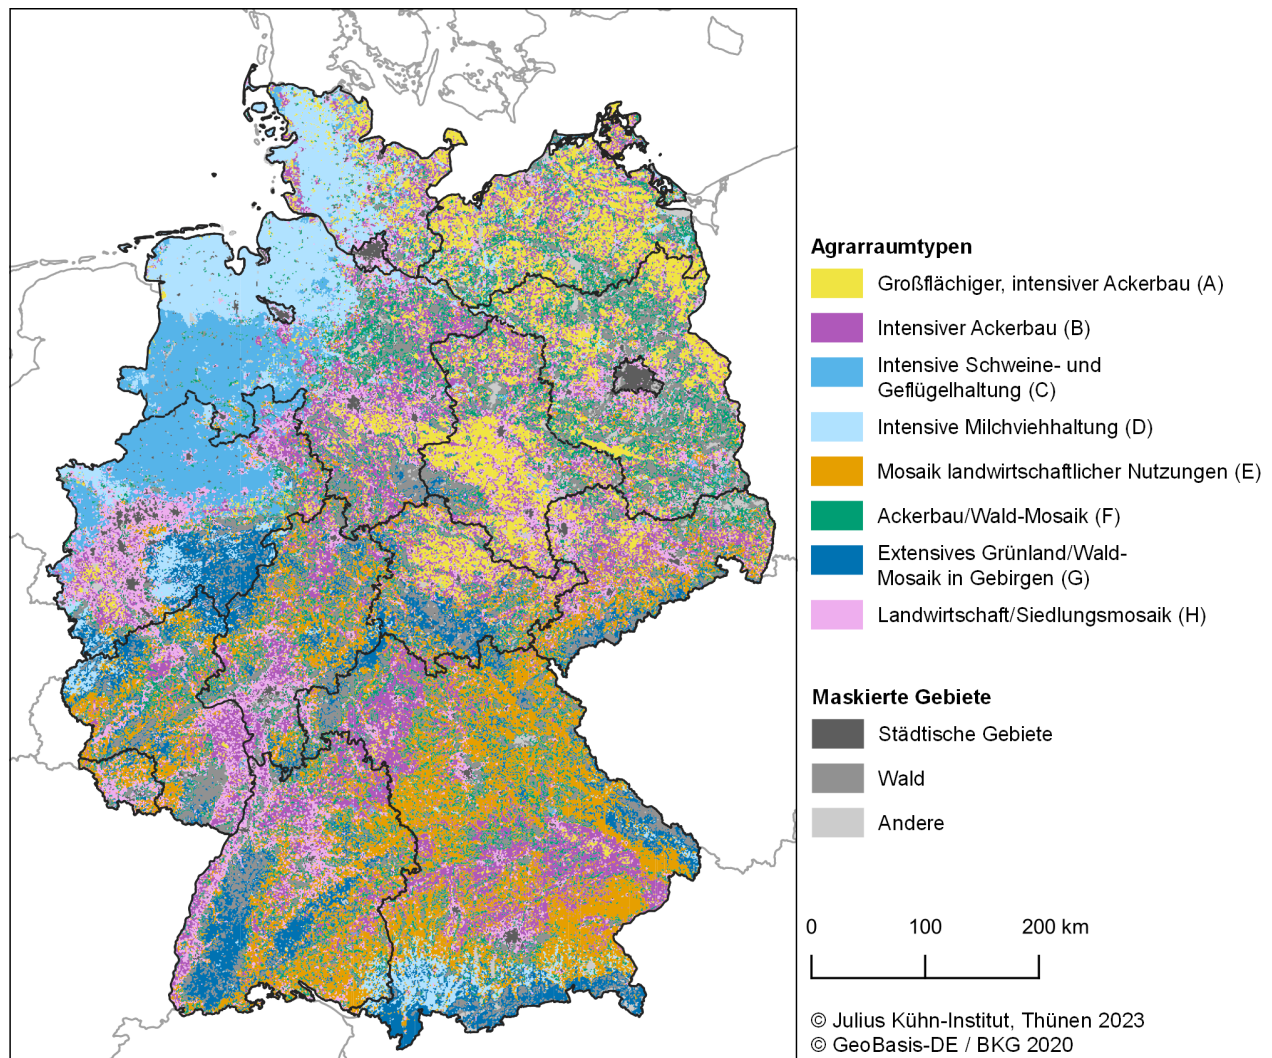 Agrarraumtypen
Großflächiger, intensiver Ackerbau (A)
Intensiver Ackerbau (B)
Intensive Schweine- und
Geflügelhaltung (C)
Intensive Milchviehhaltung (D)
Mosaik landwirtschaftlicher Nutzungen (E)
Ackerbau/Wald-Mosaik (F)
Extensives Grünland/Wald-
Mosaik in Gebirgen (G)
Landwirtschaft/Siedlungsmosaik (H)
Maskierte Gebiete
Städtische Gebiete
Wald
Andere
0 100 200 km
© Julius Kühn-Institut, Thünen 2023
© GeoBasis-DE / BKG 2020